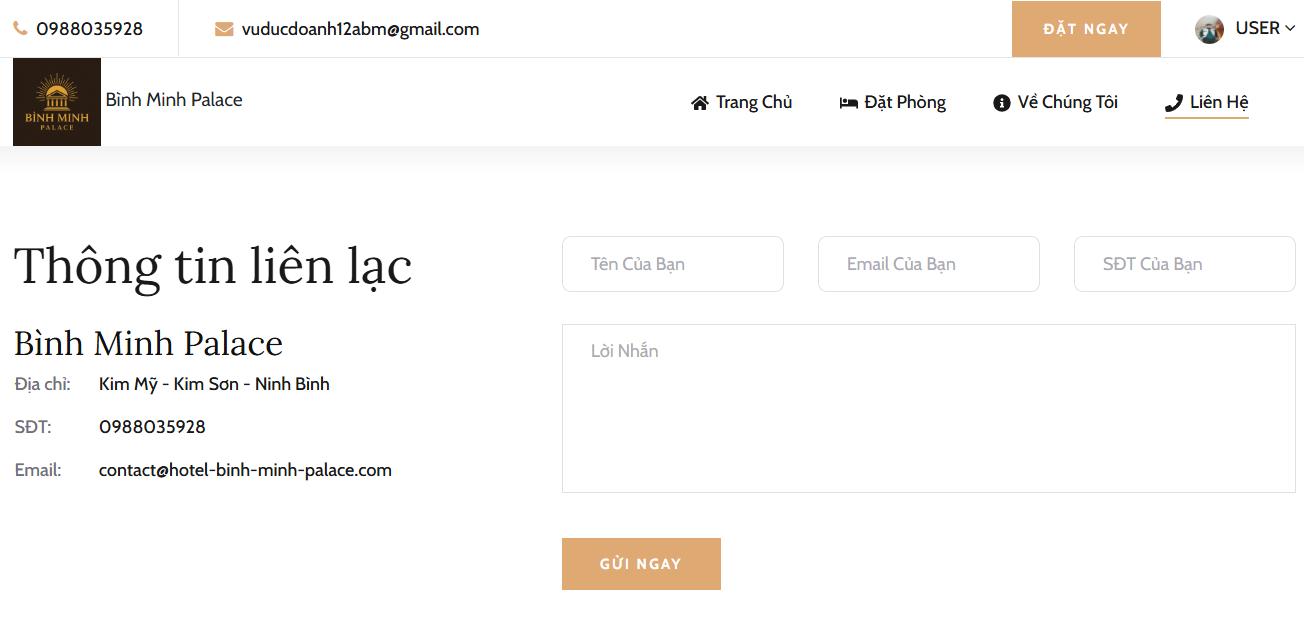 0988035928
vuducdoanh12abm@gmail.com
ĐẶT NGAY
USER
BÌNH MINH
PALACE
Bình Minh Palace
Trang Chủ
Đặt Phòng
Về Chúng Tôi
Liên Hệ
Thông tin liên lạc
Bình Minh Palace
Địa chỉ: Kim Mỹ - Kim Sơn - Ninh Bình
SĐT: 0988035928
Email: contact@hotel-binh-minh-palace.com
Tên Của Bạn
Email Của Bạn
SĐT Của Bạn
Lời Nhắn
GỬI NGAY